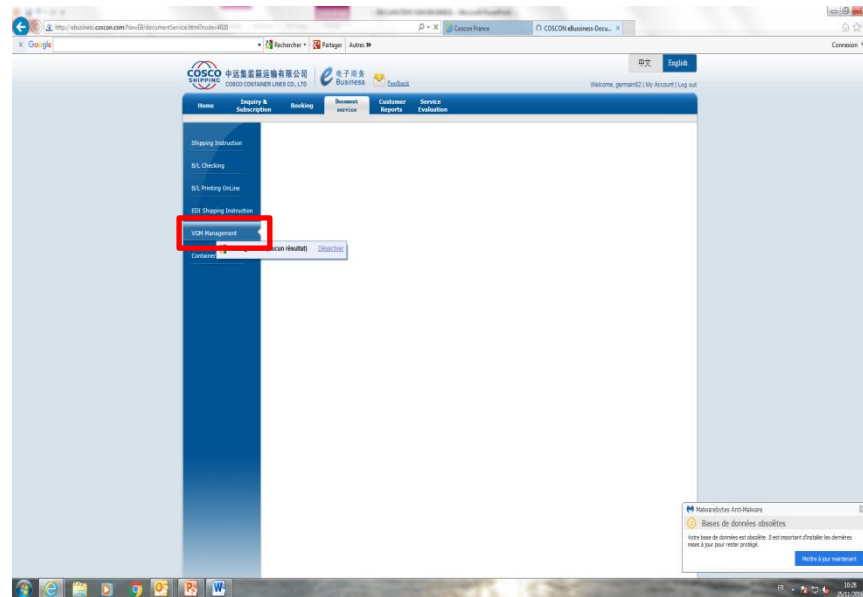 http://ebusiness.coscon.com/NewEB/documentService.html?node=4020
Coscon France
COSCON eBusiness-Docu...
X Google
Rechercher
Partager
Autres »
Connexion
中文
English
COSCO
SHIPPING
中远集装箱运输有限公司
COSCO CONTAINER LINES CO., LTD
电子商务
Business
Feedback
Welcome, germain82 | My Account | Log out
Home
Inquiry & Subscription
Booking
Document service
Customer Reports
Service Evaluation
Shipping Instruction
B/L Checking
B/L Printing OnLine
EDI Shipping Instruction
VGM Management
ucun résultat)
Désactiver
Container
Malwarebytes Anti-Malware
Bases de données obsolètes
Votre base de données est obsolète. Il est important d'installer les dernières
mises à jour pour rester protégé.
Mettre à jour maintenant
10:28